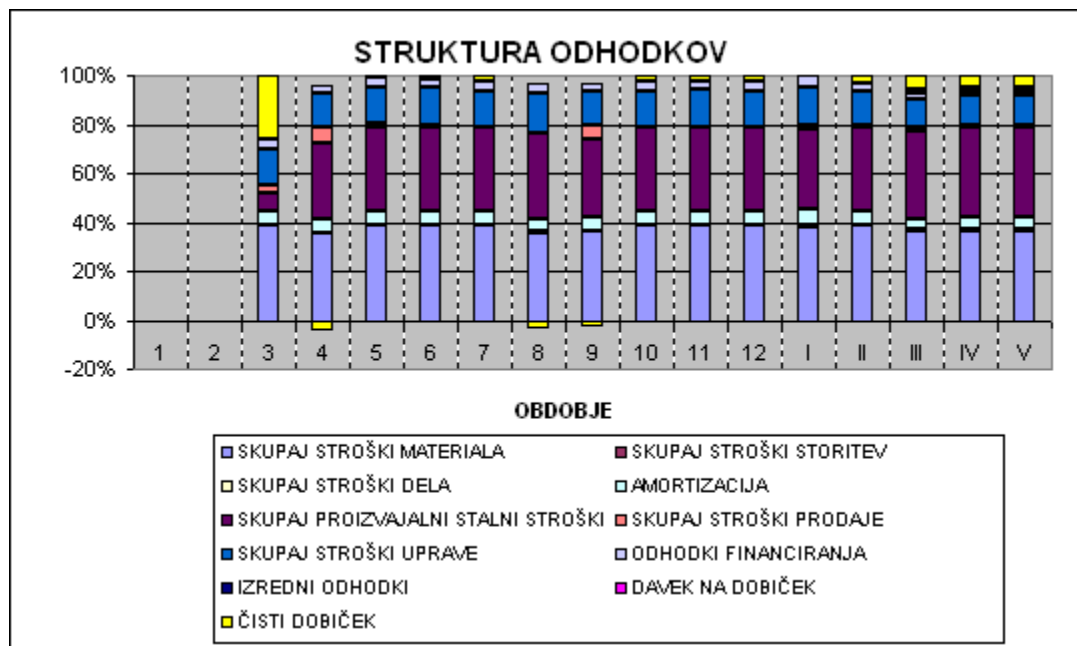 STRUKTURA ODHODKOV
100%
80%
60%
40%
20%
0%
-20%
1 2 3 4 5 6 7 8 9 10 11 12 I II III IV V
OBDOBJE
SKUPAJ STROŠKI MATERIALA SKUPAJ STROŠKI STORITEV
SKUPAJ STROŠKI DELA AMORTIZACIJA
SKUPAJ PROIZVAJALNI STALNI STROŠKI SKUPAJ STROŠKI PRODAJE
SKUPAJ STROŠKI UPRAVE ODHODKI FINANCIRANJA
IZREDNI ODHODKI DAVEK NA DOBIČEK
ČISTI DOBIČEK